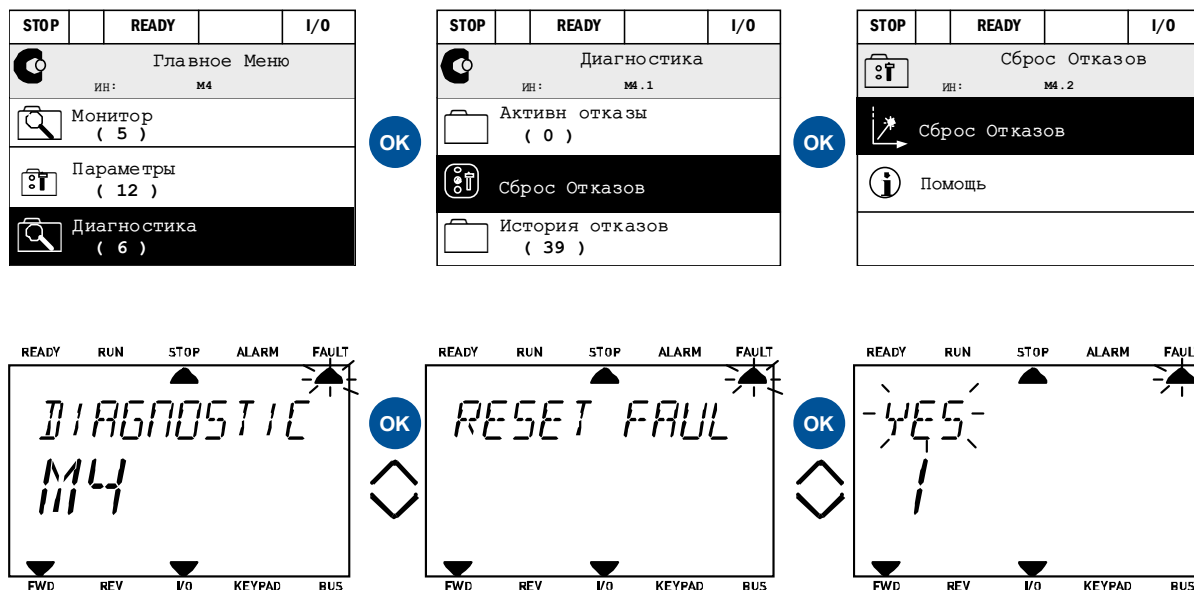 STOP READY I/O
Главное Меню
ИН: M4
Монитор
( 5 )
Параметры
( 12 )
Диагностика
( 6 )
OK
STOP READY I/O
Диагностика
ИН: M4.1
Активн отказы
( 0 )
Сброс Отказов
История отказов
( 39 )
OK
STOP READY I/O
Сброс Отказов
ИН: M4.2
Сброс Отказов
Помощь
READY RUN STOP ALARM FAULT
DIAGNOSTIC
M4
FWD REV I/O KEYPAD BUS
OK
READY RUN STOP ALARM FAULT
RESET FAUL
FWD REV I/O KEYPAD BUS
OK
READY RUN STOP ALARM FAUL
YES
1
FWD REV I/O KEYPAD BUS